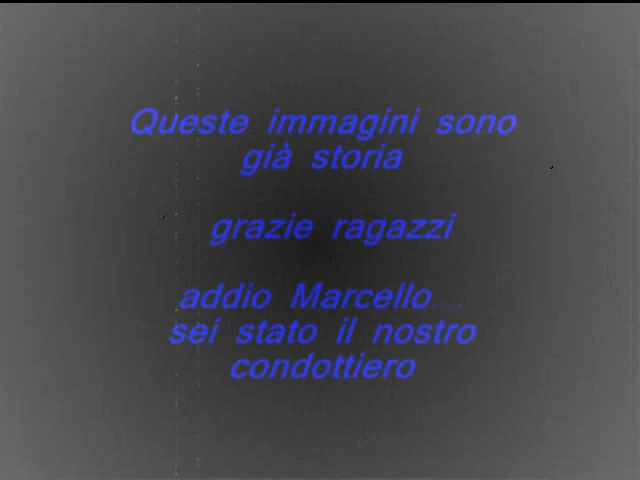 Queste immagini sono
già storia
grazie ragazzi
addio Marcello....
sei stato il nostro
condottiero